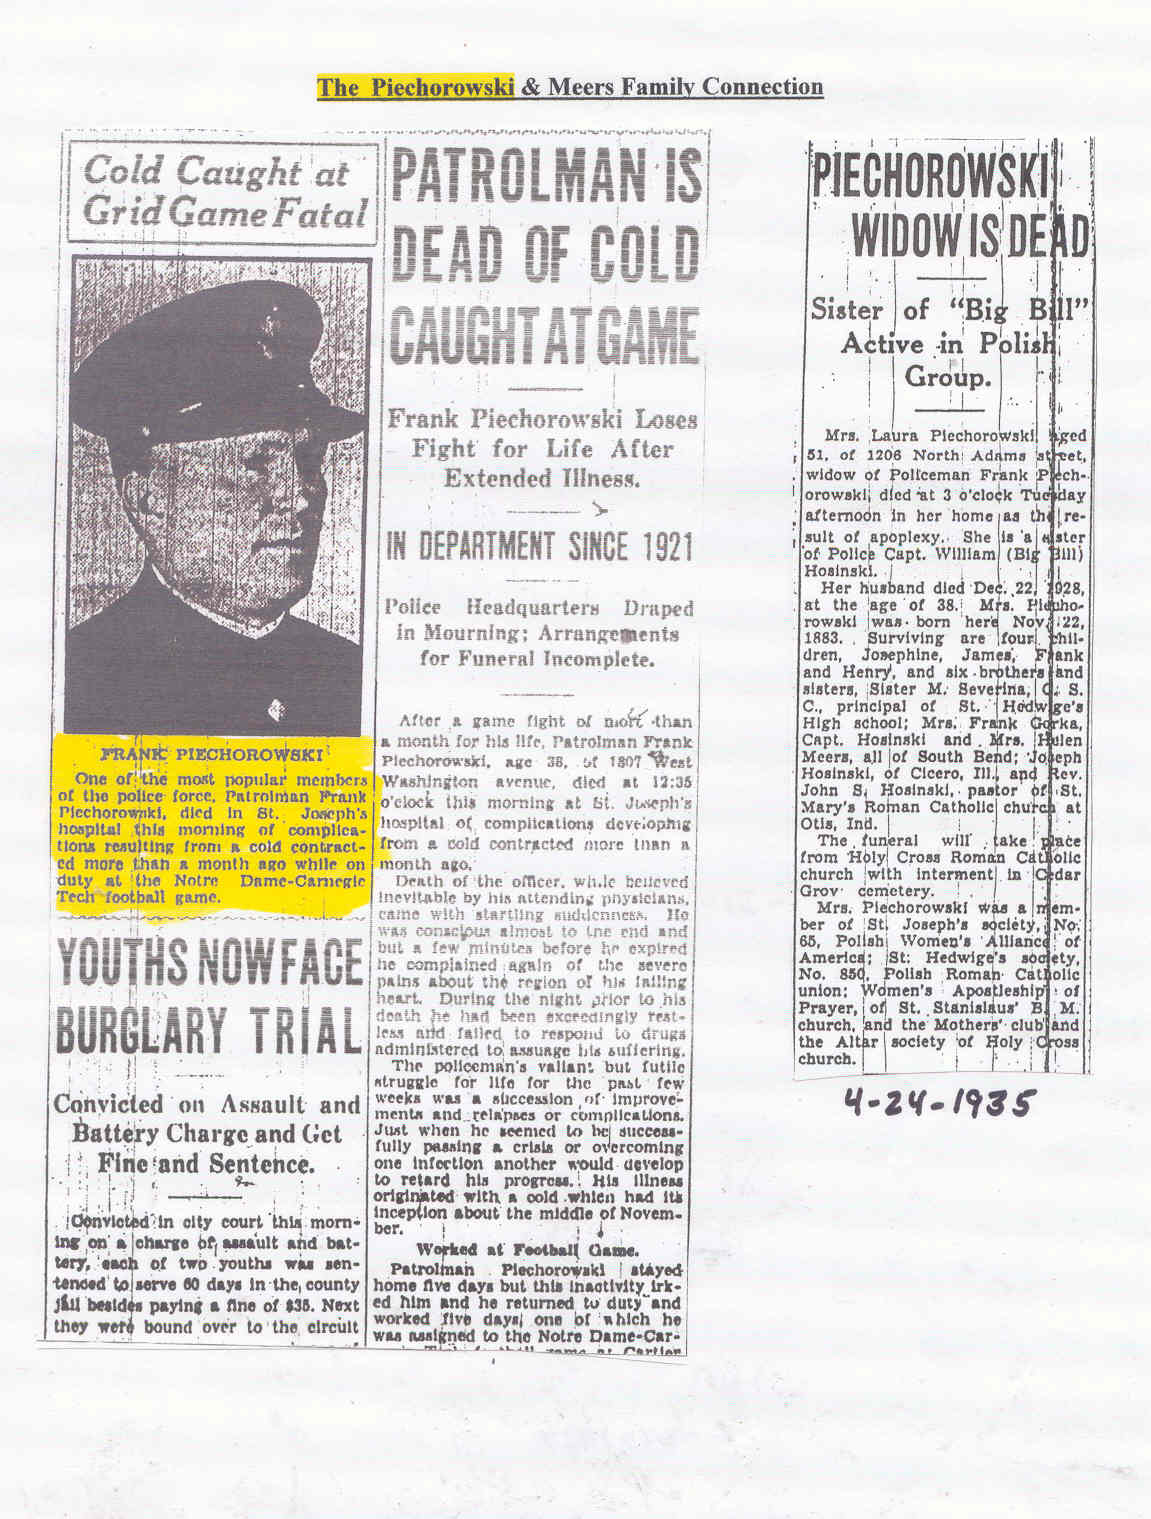 The Piechorowski & Meers Family Connection
Cold Caught at
Grid Game Fatal
FRANK PIECHOROWSKI
One of the most popular members
of the police force, Patrolman Frank
Piechorowski, died in St. Joseph's
hospital this morning of complica-
tions resulting from a cold contract-
ed more than a month ago while on
duty at the Notre Dame-Carnegie
Tech football game.
YOUTHS NOW FACE
BURGLARY TRIAL
Convicted on Assault and
Battery Charge and Get
Fine and Sentence.
Convicted in city court this morn-
ing on a charge of assault and bat-
tery, each of two youths was sen-
tenced to serve 60 days in the county
jail besides paying a fine of $35. Next
they were bound over to the circuit
PATROLMAN IS
DEAD OF COLD
CAUGHT AT GAME
Frank Piechorowski Loses
Fight for Life After
Extended Illness.
IN DEPARTMENT SINCE 1921
Police Headquarters Draped
in Mourning; Arrangements
for Funeral Incomplete.
After a game fight of more than
a month for his life, Patrolman Frank
Piechorowski, age 38, of 1807 West
Washington avenue, died at 12:35
o'clock this morning at St. Joseph's
hospital of complications developing
from a cold contracted more than a
month ago.
Death of the officer, while believed
inevitable by his attending physicians,
came with startling suddenness. He
was conscious almost to the end and
but a few minutes before he expired
he complained again of the severe
pains about the region of his failing
heart. During the night prior to his
death he had been exceedingly rest-
less and failed to respond to drugs
administered to assuage his suffering.
The policeman's valiant but futile
struggle for life for the past few
weeks was a succession of improve-
ments and relapses or complications.
Just when he seemed to be success-
fully passing a crisis or overcoming
one infection another would develop
to retard his progress. His illness
originated with a cold which had its
inception about the middle of Novem-
ber.
Worked at Football Game.
Patrolman Piechorowski stayed
home five days but this inactivity irk-
ed him and he returned to duty and
worked five days, one of which he
was assigned to the Notre Dame-Car-
PIECHOROWSKI
WIDOW IS DEAD
Sister of "Big Bill"
Active in Polish
Group.
Mrs. Laura Piechorowski, aged
51, of 1206 North Adams street,
widow of Policeman Frank Piech-
orowski, died at 3 o'clock Tuesday
afternoon in her home as the re-
sult of apoplexy. She is a sister
of Police Capt. William (Big Bill)
Hosinski.
Her husband died Dec. 22, 1928,
at the age of 38. Mrs. Piecho-
rowski was born here Nov. 22,
1883. Surviving are four chil-
dren, Josephine, James, Frank
and Henry, and six brothers and
sisters, Sister M. Severina, C. S.
C., principal of St. Hedwige's
High school; Mrs. Frank Gorka,
Capt. Hosinski and Mrs. Helen
Meers, all of South Bend; Joseph
Hosinski, of Cicero, Ill., and Rev.
John S. Hosinski, pastor of St.
Mary's Roman Catholic church at
Otis, Ind.
The funeral will take place
from Holy Cross Roman Catholic
church with interment in Cedar
Grov cemetery.
Mrs. Piechorowski was a mem-
ber of St. Joseph's society, No.
65, Polish Women's Alliance of
America; St. Hedwige's society,
No. 850, Polish Roman Catholic
union; Women's Apostleship of
Prayer, of St. Stanislaus' B. M.
church, and the Mothers' club and
the Altar society of Holy Cross
church.
4-24-1935